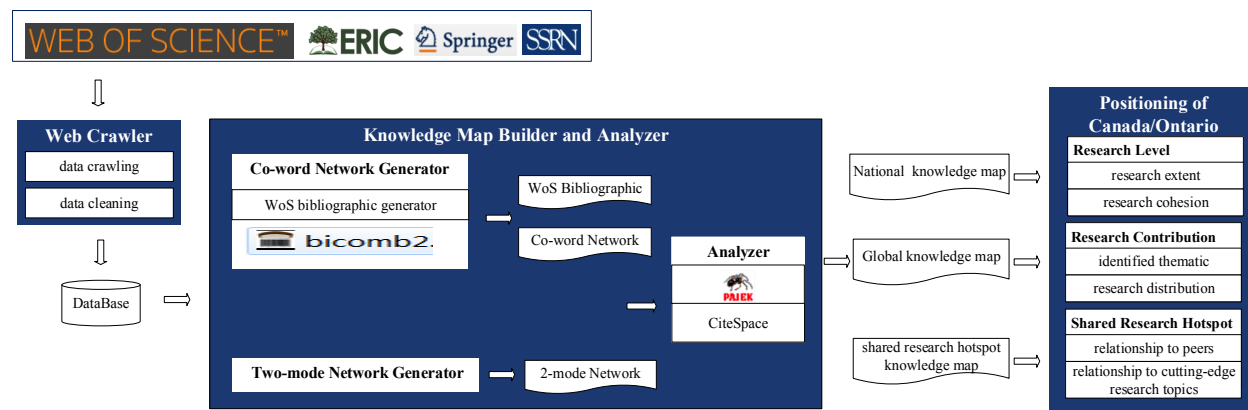 WEB OF SCIENCE™
ERIC
Springer
SSRN
Web Crawler
data crawling
data cleaning
DataBase
Knowledge Map Builder and Analyzer
Co-word Network Generator
WoS bibliographic generator
bicomb2.
Two-mode Network Generator
WoS Bibliographic
Co-word Network
2-mode Network
Analyzer
PAJEK
CiteSpace
National knowledge map
Global knowledge map
shared research hotspot
knowledge map
Positioning of
Canada/Ontario
Research Level
research extent
research cohesion
Research Contribution
identified thematic
research distribution
Shared Research Hotspot
relationship to peers
relationship to cutting-edge
research topics